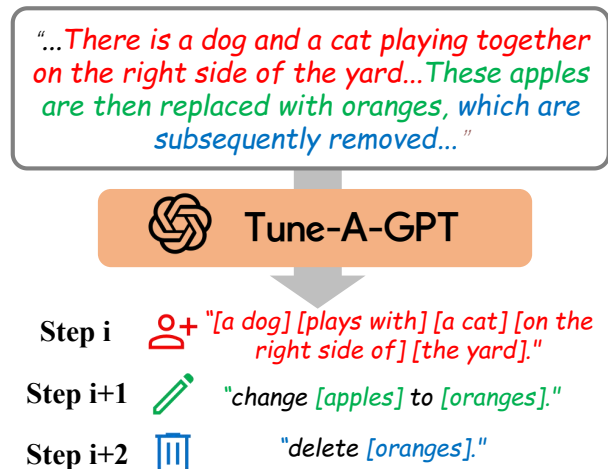 “...There is a dog and a cat playing together
on the right side of the yard...These apples
are then replaced with oranges, which are
subsequently removed...”
Tune-A-GPT
Step i “[a dog] [plays with] [a cat] [on the
right side of] [the yard]."
Step i+1 “change [apples] to [oranges]."
Step i+2 “delete [oranges]."